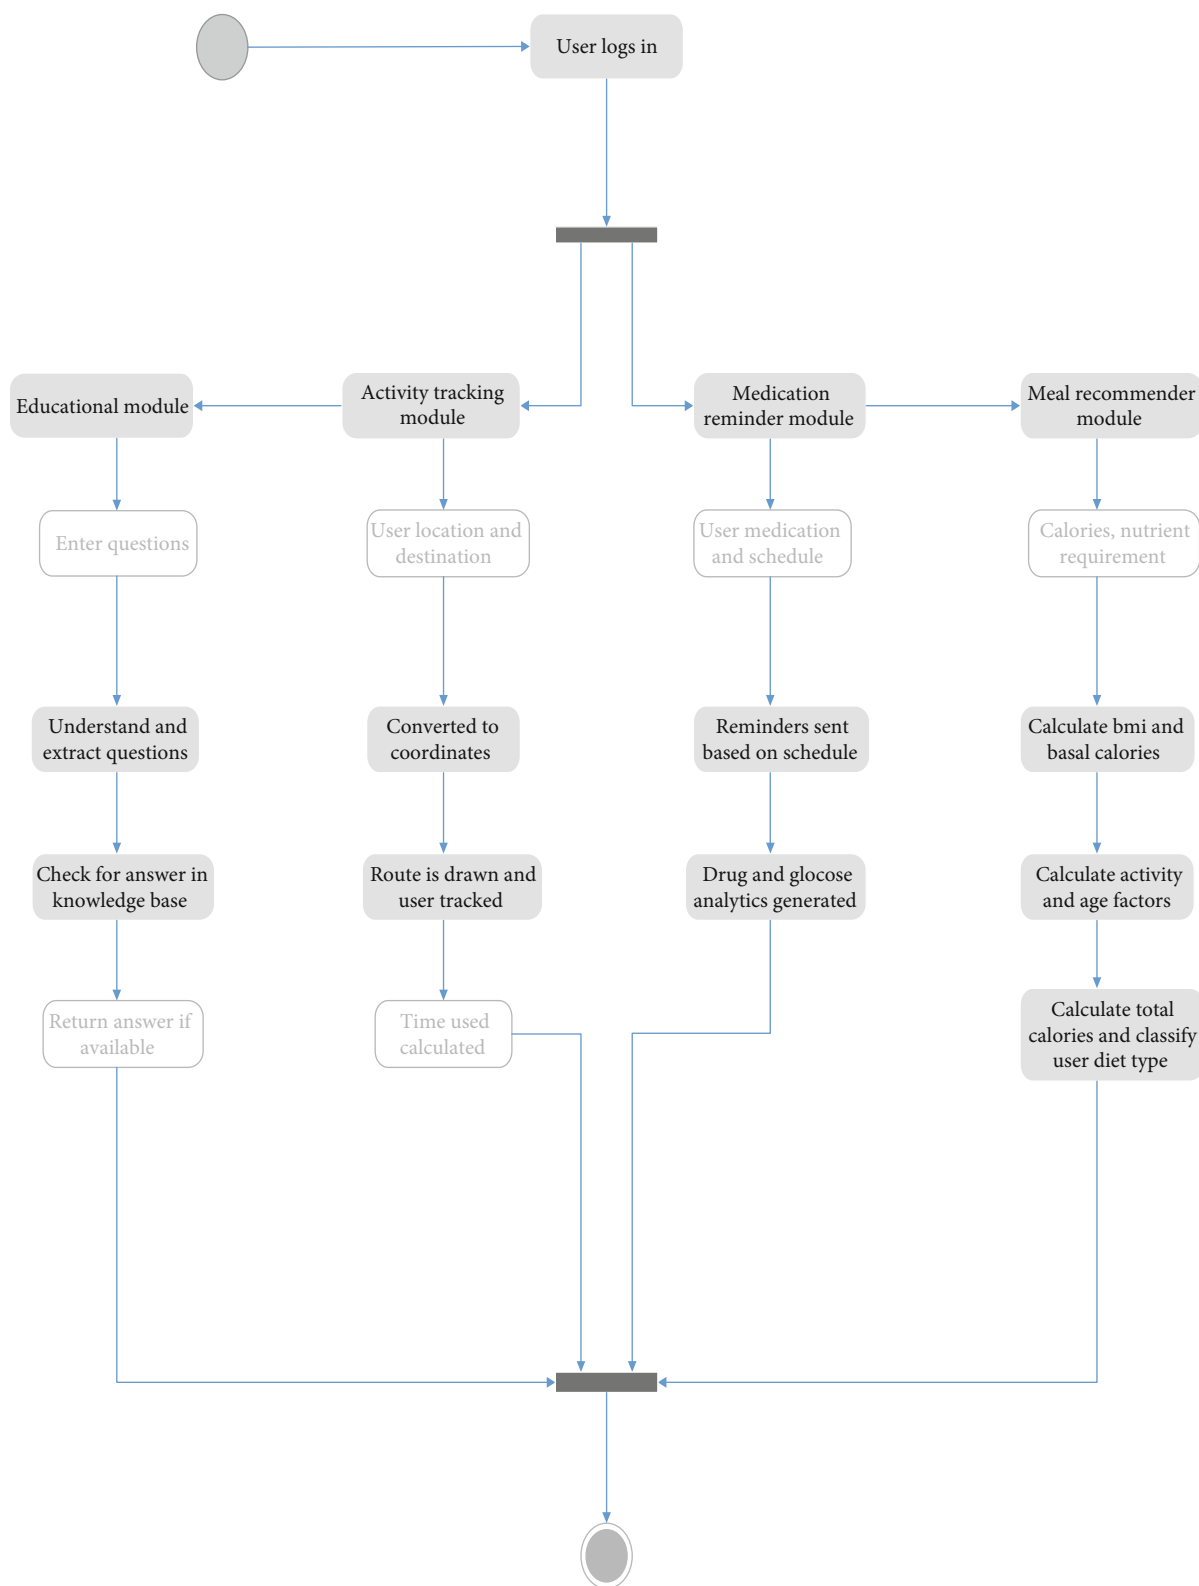 User logs in
Educational module
Activity tracking
module
Medication
reminder module
Meal recommender
module
Enter questions
User location and
destination
User medication
and schedule
Calories, nutrient
requirement
Understand and
extract questions
Converted to
coordinates
Reminders sent
based on schedule
Calculate bmi and
basal calories
Check for answer in
knowledge base
Route is drawn and
user tracked
Drug and glocose
analytics generated
Calculate activity
and age factors
Return answer if
available
Time used
calculated
Calculate total
calories and classify
user diet type